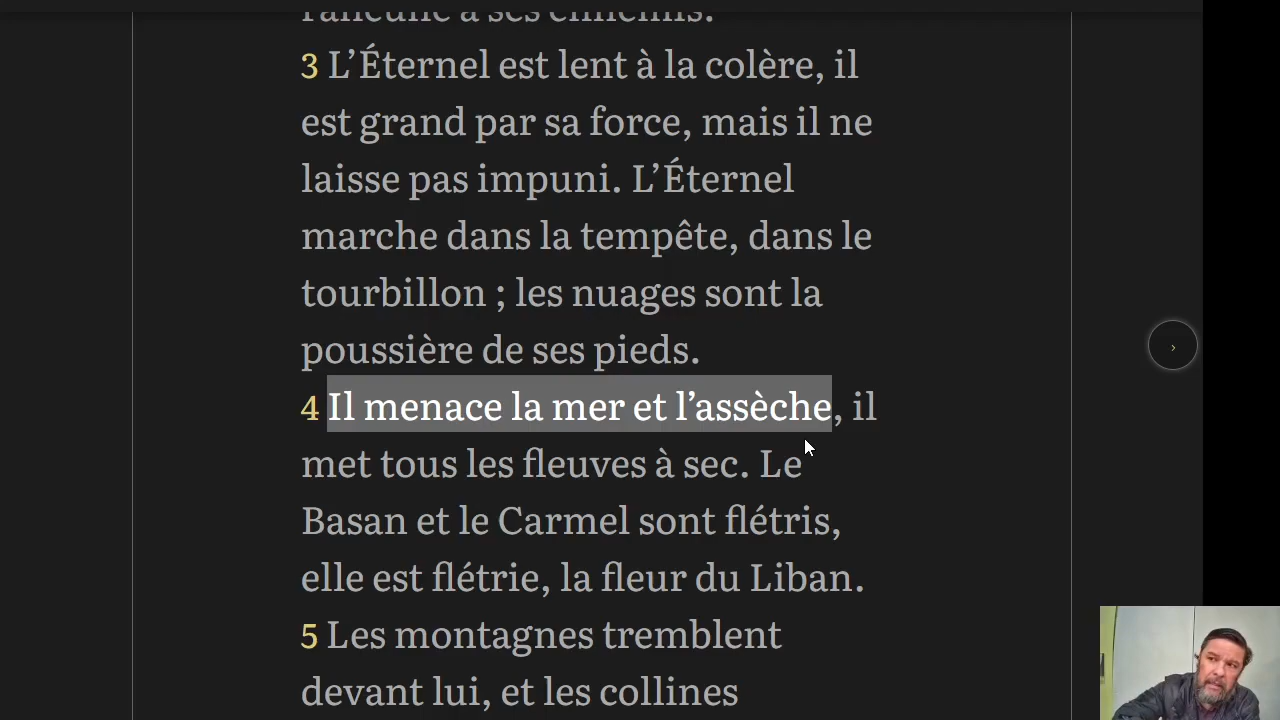 rancune à ses ennemis.
3 L’Éternel est lent à la colère, il
est grand par sa force, mais il ne
laisse pas impuni. L’Éternel
marche dans la tempête, dans le
tourbillon ; les nuages sont la
poussière de ses pieds.
4 Il menace la mer et l’assèche, il
met tous les fleuves à sec. Le
Basan et le Carmel sont flétris,
elle est flétrie, la fleur du Liban.
5 Les montagnes tremblent
devant lui, et les collines